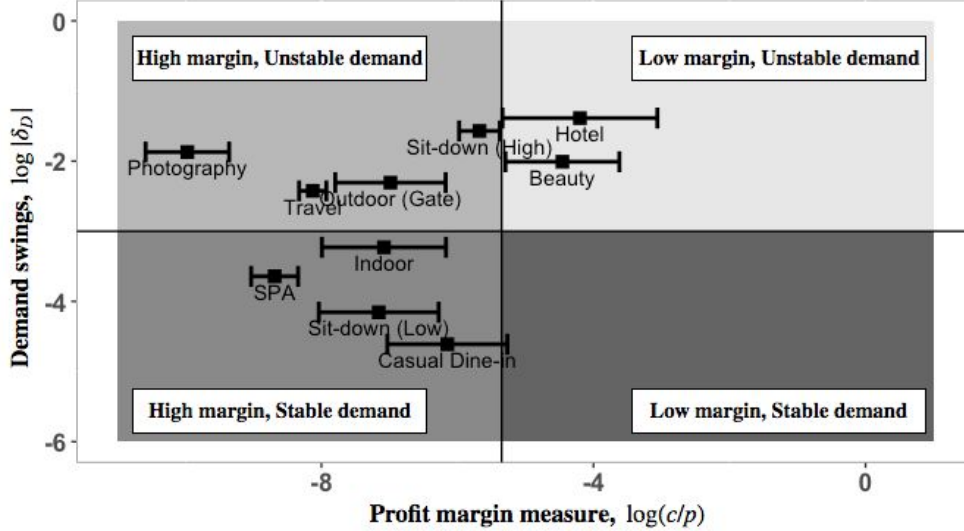 0
-2
-4
-6
Demand swings, log |δ_D|
High margin, Unstable demand
Low margin, Unstable demand
Hotel
Sit-down (High)
Photography
Beauty
Travel
Outdoor (Gate)
Indoor
SPA
Sit-down (Low)
Casual Dine-in
High margin, Stable demand
Low margin, Stable demand
-8
-4
0
Profit margin measure, log(c/p)